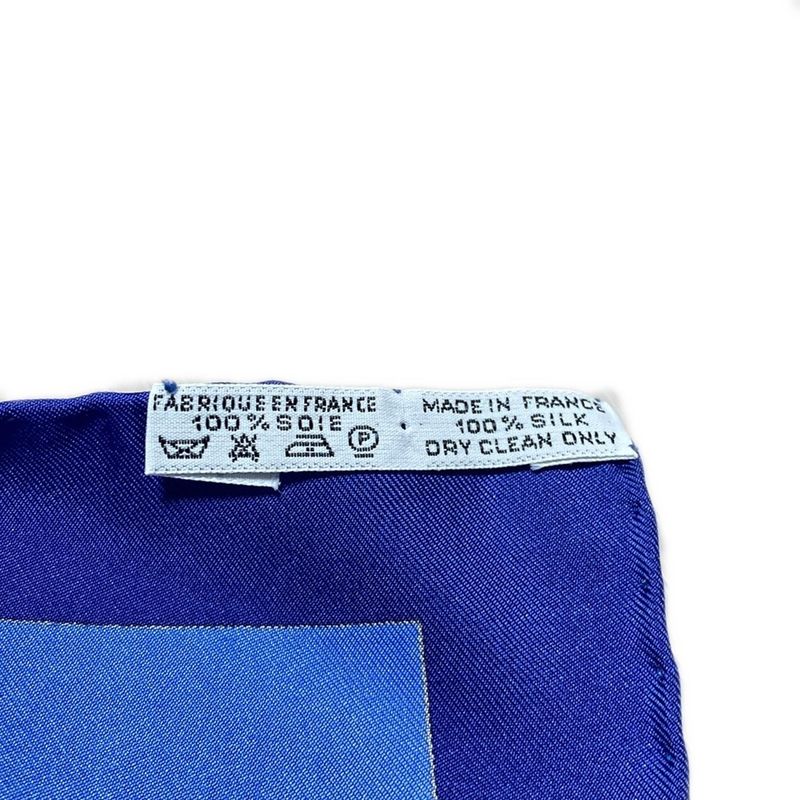 FABRIQUE EN FRANCE
100% SOIE
P
MADE IN FRANCE
100% SILK
DRY CLEAN ONLY